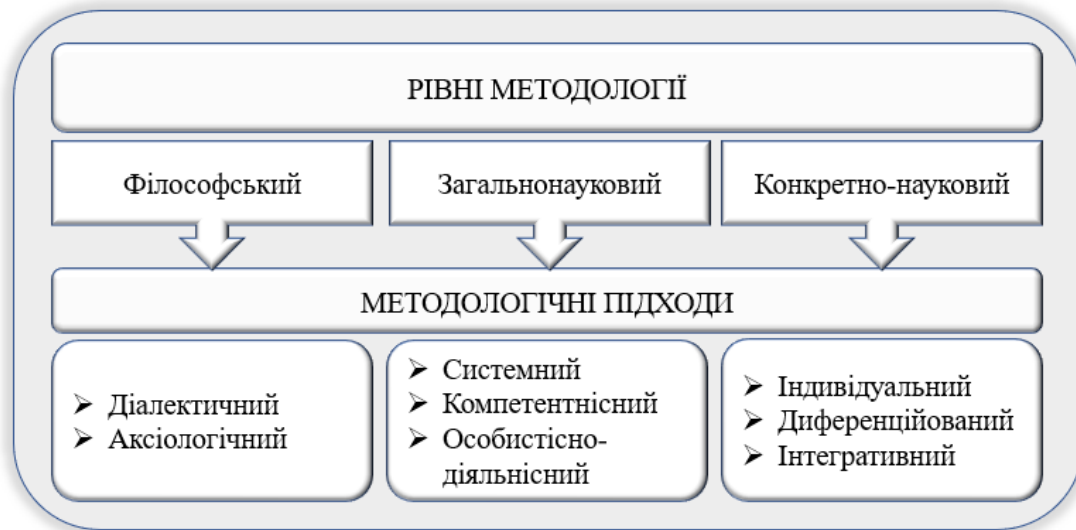 РІВНІ МЕТОДОЛОГІЇ
Філософський
Загальнонауковий
Конкретно-науковий
МЕТОДОЛОГІЧНІ ПІДХОДИ
➢ Діалектичний
➢ Аксіологічний
➢ Системний
➢ Компетентнісний
➢ Особистісно-
діяльнісний
➢ Індивідуальний
➢ Диференційований
➢ Інтегративний